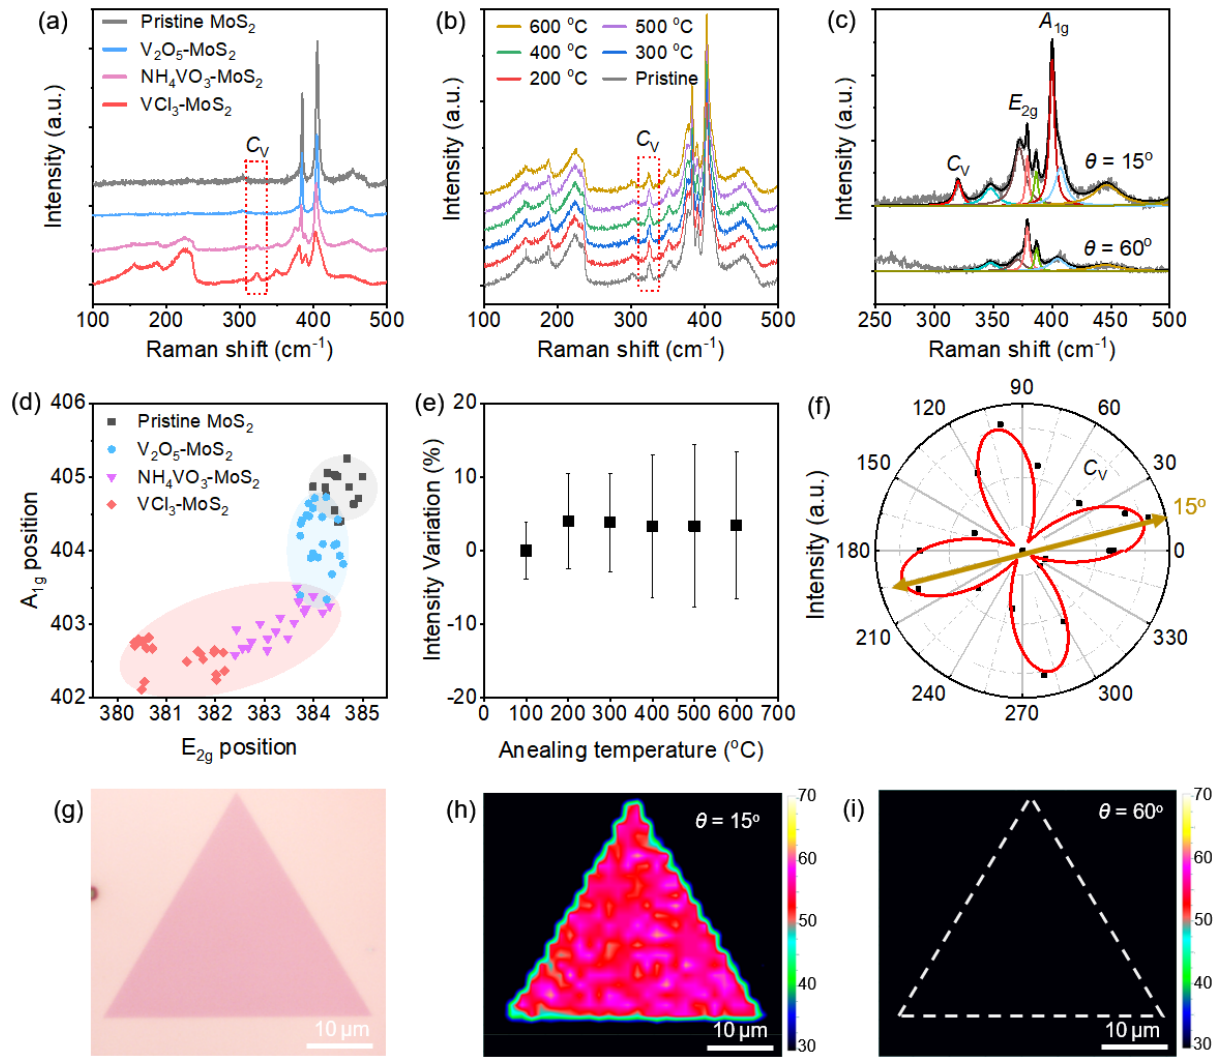 (a)
Pristine MoS₂
V₂O₅-MoS₂
NH₄VO₃-MoS₂
VCl₃-MoS₂
C_V
Intensity (a.u.)
100 200 300 400 500
Raman shift (cm⁻¹)
(b)
600 °C 500 °C
400 °C 300 °C
200 °C Pristine
C_V
Intensity (a.u.)
100 200 300 400 500
Raman shift (cm⁻¹)
(c)
A₁g
E₂g
C_V
θ = 15°
θ = 60°
Intensity (a.u.)
250 300 350 400 450 500
Raman shift (cm⁻¹)
(d)
406
405
404
403
402
Pristine MoS₂
V₂O₅-MoS₂
NH₄VO₃-MoS₂
VCl₃-MoS₂
A₁g position
380 381 382 383 384 385
E₂g position
(e)
20
10
0
-10
-20
Intensity Variation (%)
0 100 200 300 400 500 600 700
Anealing temperature (°C)
(f)
90
120 60
150 30
C_V
15°
180 0
210 330
240 300
270
Intensity (a.u.)
(g)
10 μm
(h)
θ = 15°
10 μm
70
60
50
40
30
(i)
θ = 60°
10 μm
70
60
50
40
30